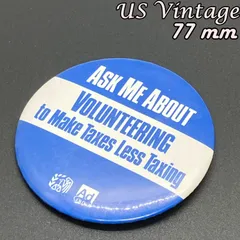 US Vintage
77 mm
ASK ME ABOUT
VOLUNTEERING
to Make Taxes Less Taxing
Ad